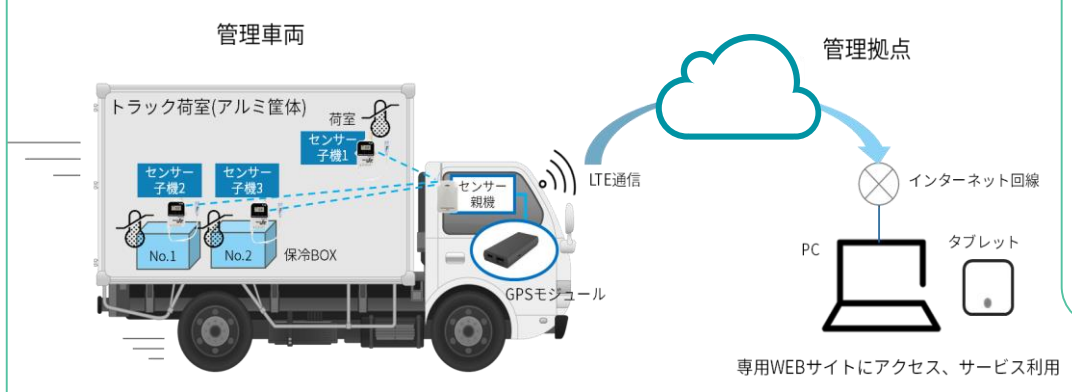 管理車両
管理拠点
トラック荷室(アルミ筐体)
荷室
センサー
子機1
センサー
子機2
センサー
子機3
センサー
親機
LTE通信
インターネット回線
No.1
No.2
保冷BOX
PC
タブレット
GPSモジュール
専用WEBサイトにアクセス、サービス利用